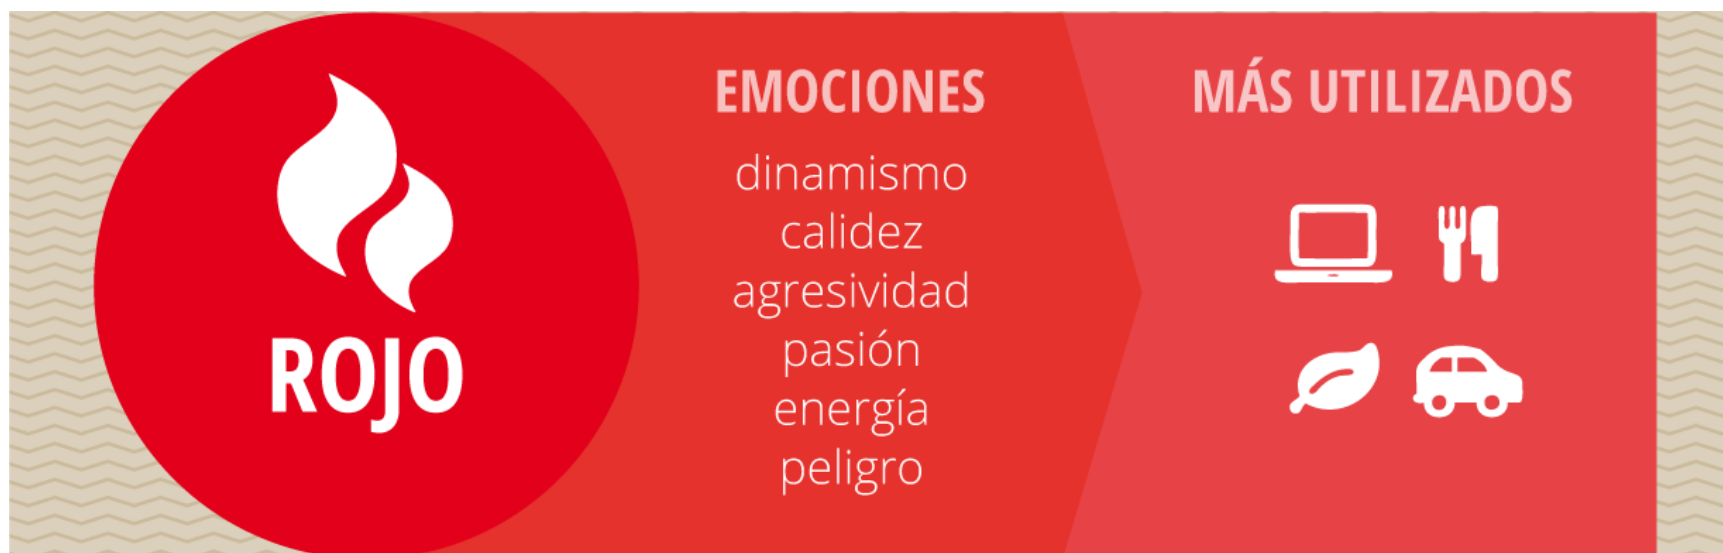 ROJO
EMOCIONES
dinamismo
calidez
agresividad
pasión
energía
peligro
MÁS UTILIZADOS